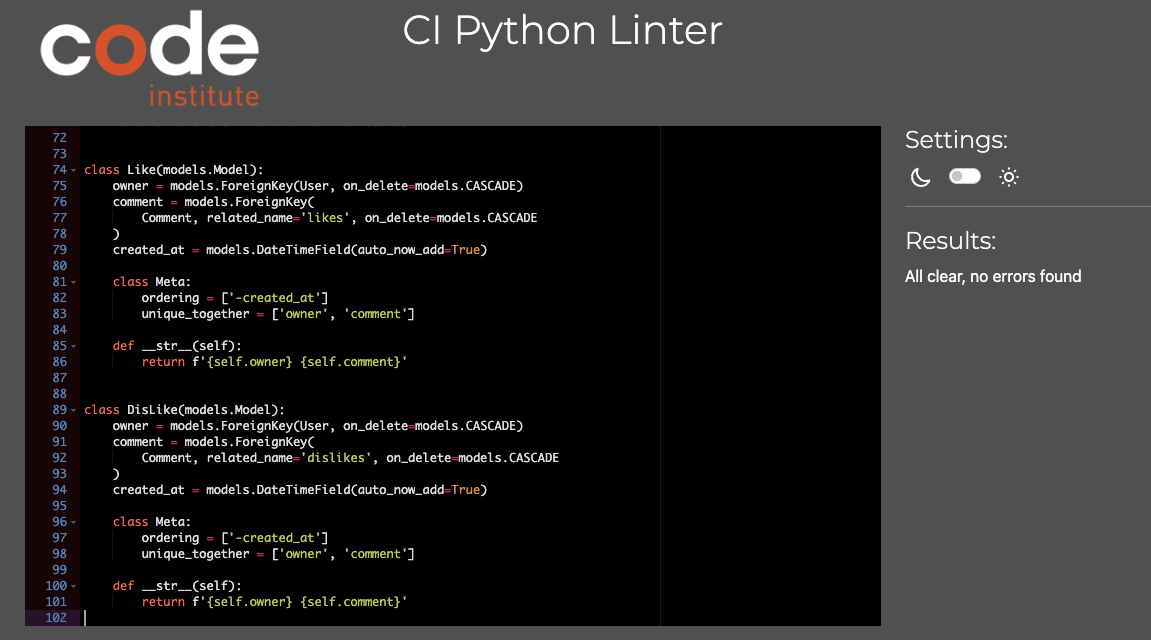 code
institute
CI Python Linter
72
73
74 class Like(models.Model):
75     owner = models.ForeignKey(User, on_delete=models.CASCADE)
76     comment = models.ForeignKey(
77         Comment, related_name='likes', on_delete=models.CASCADE
78     )
79     created_at = models.DateTimeField(auto_now_add=True)
80
81     class Meta:
82         ordering = ['-created_at']
83         unique_together = ['owner', 'comment']
84
85     def __str__(self):
86         return f'{self.owner} {self.comment}'
87
88
89 class DisLike(models.Model):
90     owner = models.ForeignKey(User, on_delete=models.CASCADE)
91     comment = models.ForeignKey(
92         Comment, related_name='dislikes', on_delete=models.CASCADE
93     )
94     created_at = models.DateTimeField(auto_now_add=True)
95
96     class Meta:
97         ordering = ['-created_at']
98         unique_together = ['owner', 'comment']
99
100     def __str__(self):
101         return f'{self.owner} {self.comment}'
102
Settings:
Results:
All clear, no errors found